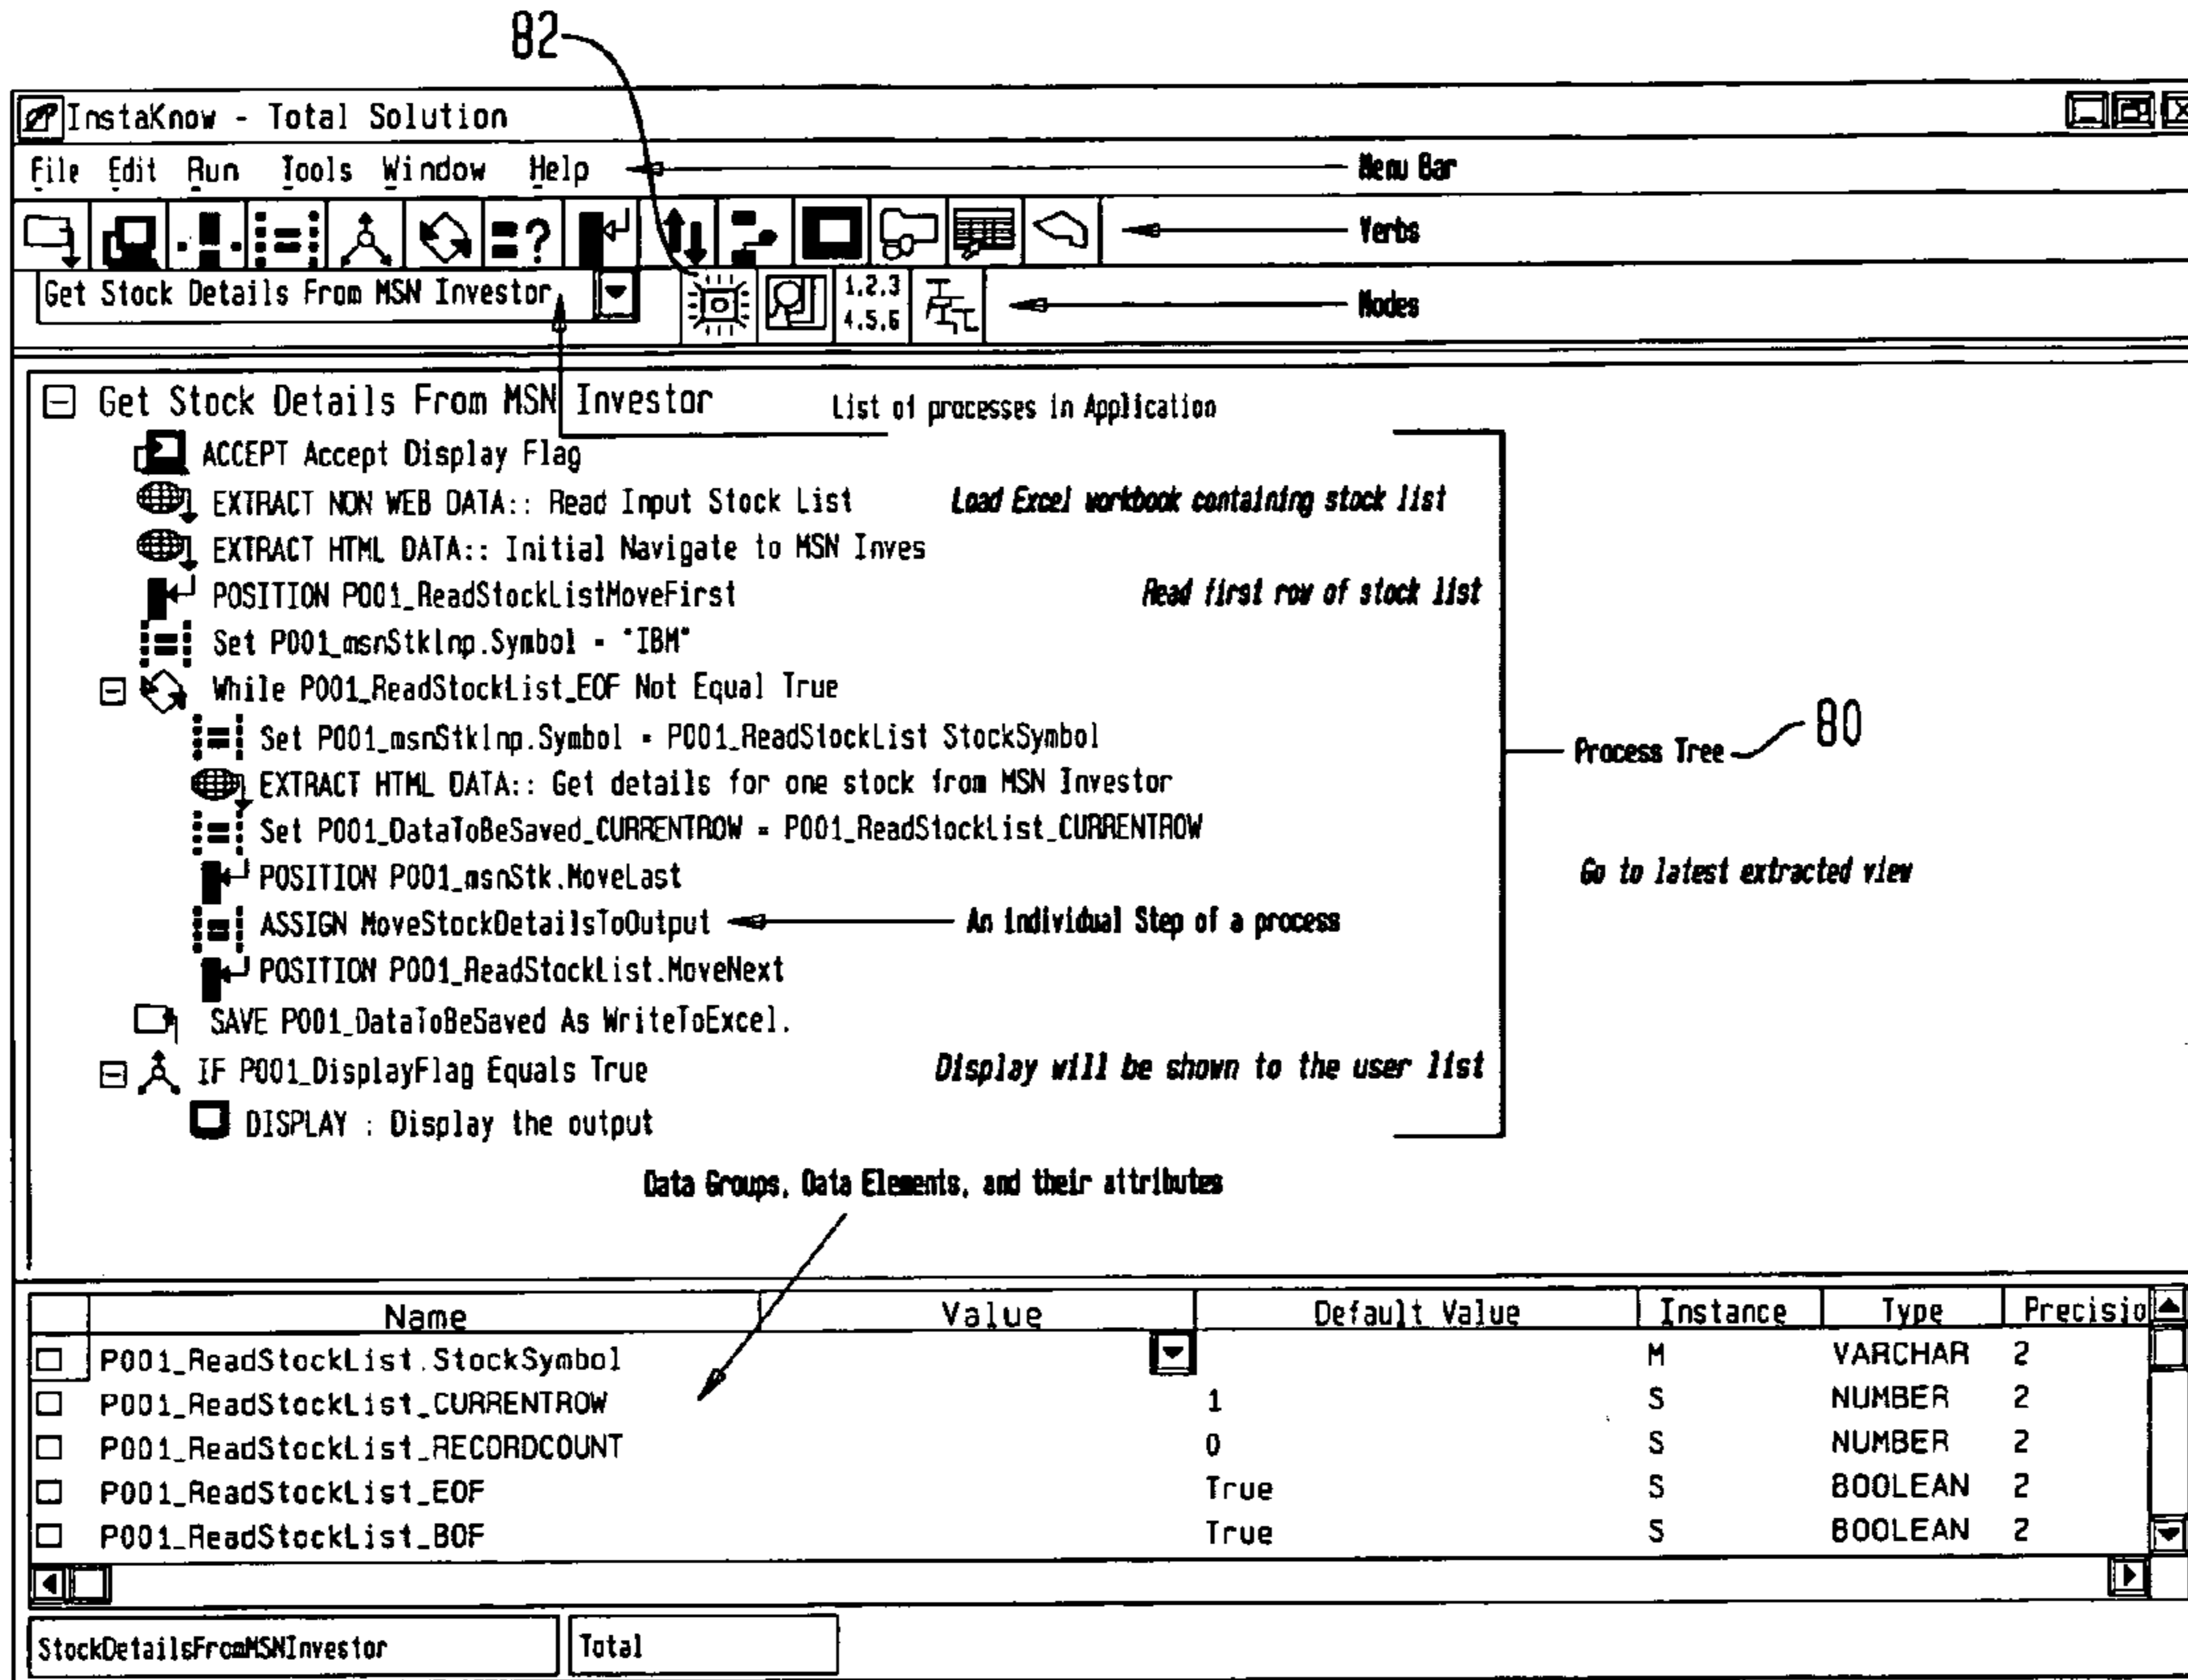 82
InstaKnow - Total Solution
File Edit Run Tools Window Help
Menu Bar
=?
Verbs
Get Stock Details From MSN Investor
1.2.3
4.5.6
Modes
Get Stock Details From MSN Investor
List of processes in Application
ACCEPT Accept Display Flag
EXTRACT NON WEB DATA:: Read Input Stock List
Load Excel workbook containing stock list
EXTRACT HTML DATA:: Initial Navigate to MSN Inves
POSITION P001_ReadStockListMoveFirst
Read first row of stock list
Set P001_msnStkInp.Symbol = "IBM"
While P001_ReadStockList_EOF Not Equal True
Set P001_msnStkInp.Symbol = P001_ReadStockList StockSymbol
Process Tree 80
EXTRACT HTML DATA:: Get details for one stock from MSN Investor
Set P001_DataToBeSaved_CURRENTROW = P001_ReadStockList_CURRENTROW
POSITION P001_msnStk.MoveLast
Go to latest extracted view
ASSIGN MoveStockDetailsToOutput
An Individual Step of a process
POSITION P001_ReadStockList.MoveNext
SAVE P001_DataToBeSaved As WriteToExcel.
IF P001_DisplayFlag Equals True
Display will be shown to the user list
DISPLAY : Display the output
Data Groups, Data Elements, and their attributes
Name Value Default Value Instance Type Precisio
P001_ReadStockList.StockSymbol M VARCHAR 2
P001_ReadStockList_CURRENTROW 1 S NUMBER 2
P001_ReadStockList_RECORDCOUNT 0 S NUMBER 2
P001_ReadStockList_EOF True S BOOLEAN 2
P001_ReadStockList_BOF True S BOOLEAN 2
StockDetailsFromMSNInvestor Total